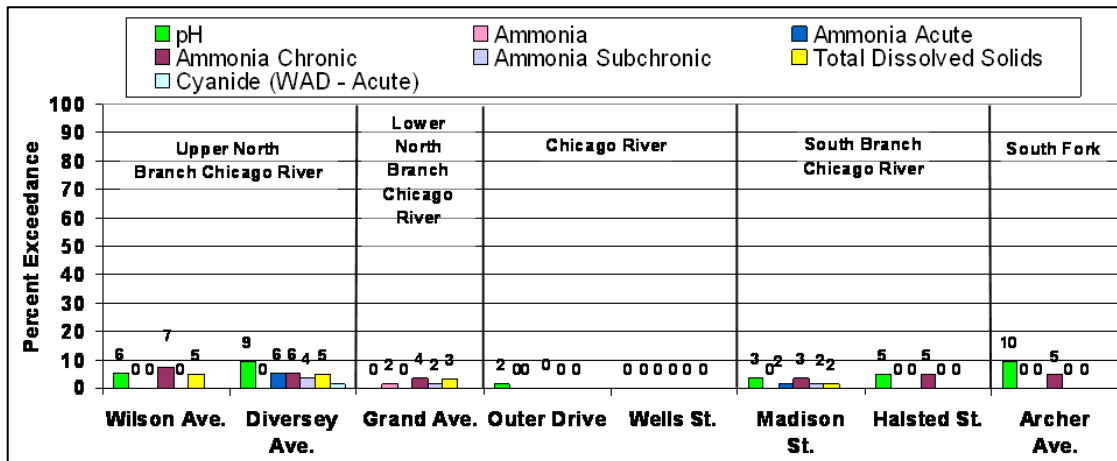 pH
Ammonia
Ammonia Acute
Ammonia Chronic
Ammonia Subchronic
Total Dissolved Solids
Cyanide (WAD - Acute)
Percent Exceedance
100
90
80
70
60
50
40
30
20
10
0
Upper North
Branch Chicago River
Lower
North
Branch
Chicago
River
Chicago River
South Branch
Chicago River
South Fork
6 0 0 7 0 5
9 0 6 6 4 5
0 2 0 4 2 3
2 0 0 0 0 0
0 0 0 0 0 0
3 0 2 3 2 2
5 0 0 5 0 0
10 0 0 5 0 0
Wilson Ave.
Diversey
Ave.
Grand Ave.
Outer Drive
Wells St.
Madison
St.
Halsted St.
Archer
Ave.